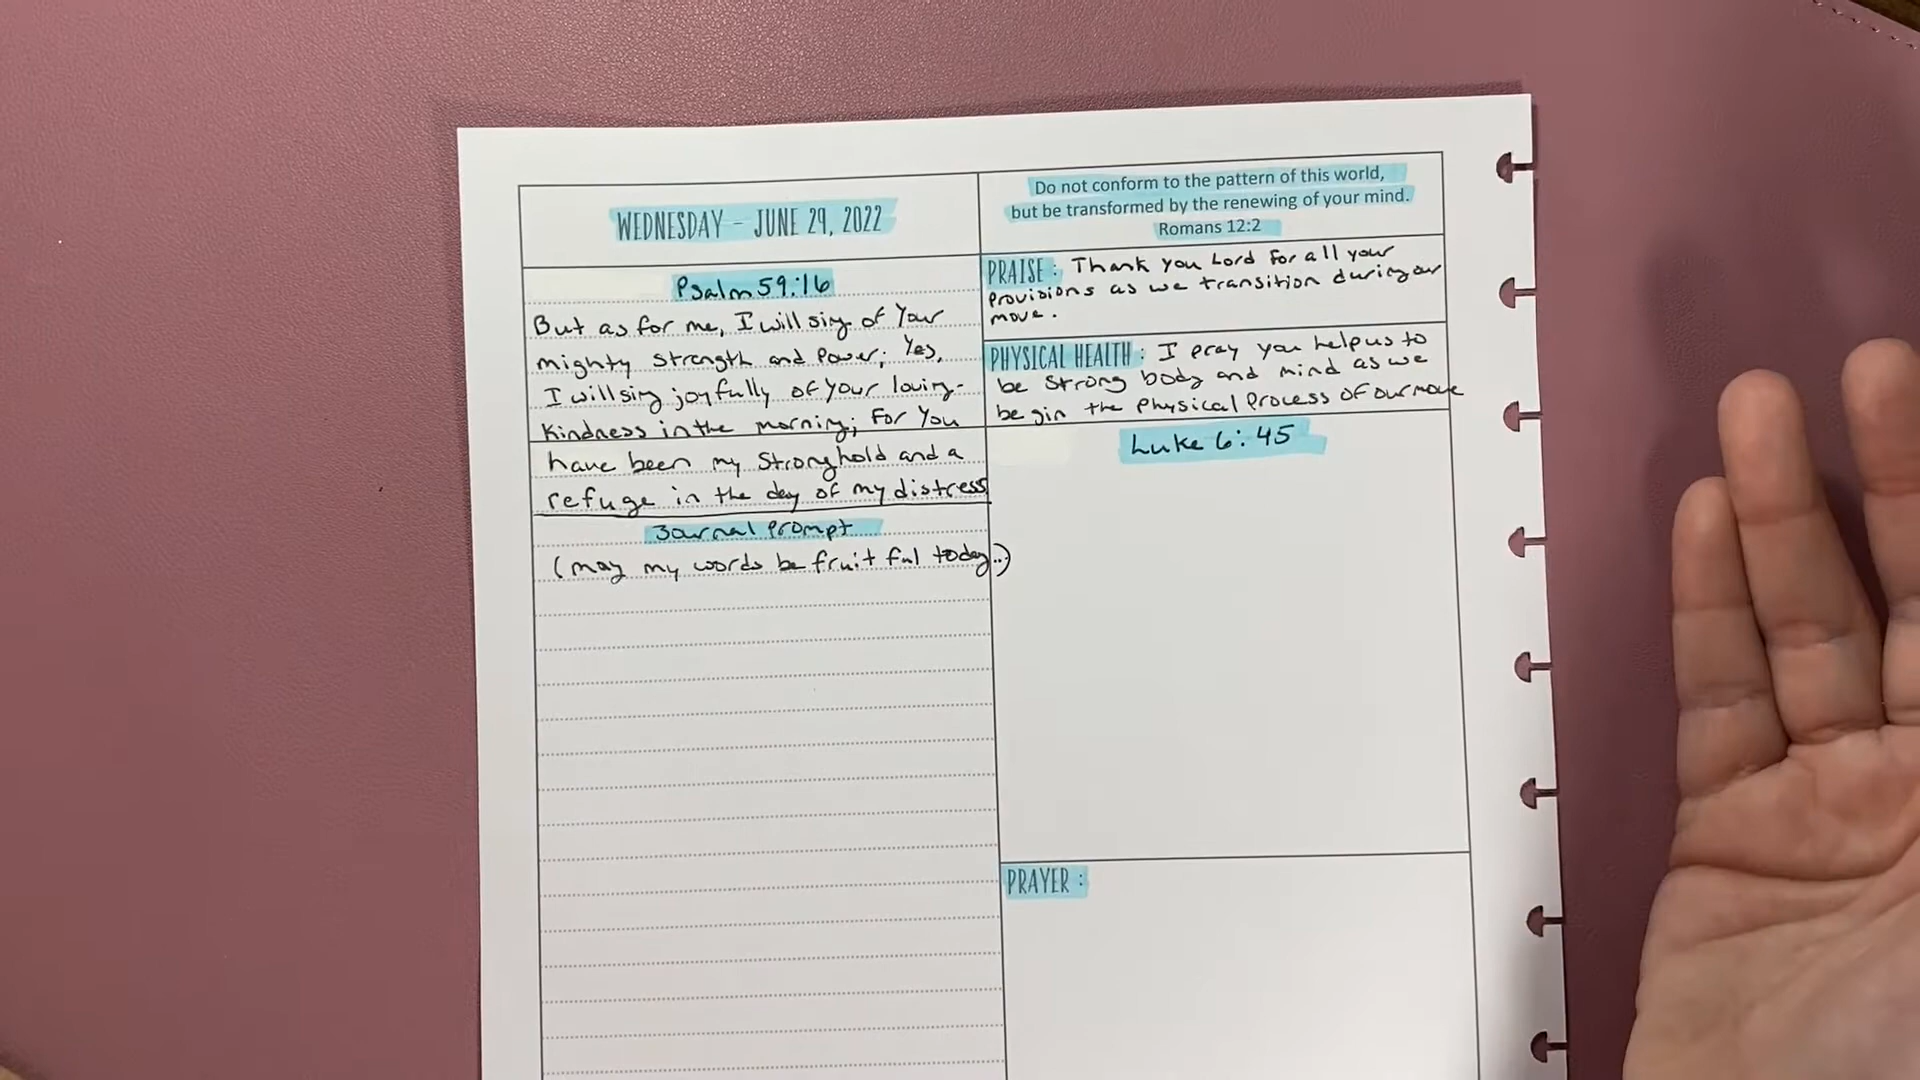 WEDNESDAY - JUNE 29, 2022
Psalm 59:16
But as for me, I will sing of Your
mighty strength and Power; Yes,
I will sing joyfully of your loving-
kindness in the morning; For You
have been my Stronghold and a
refuge in the day of my distress
Journal Prompt
(may my words be fruitful today..)
Do not conform to the pattern of this world,
but be transformed by the renewing of your mind.
Romans 12:2
PRAISE: Thank you Lord for all your
provisions as we transition during our
move.
PHYSICAL HEALTH: I pray you help us to
be strong body and mind as we
begin the Physical Process of our move
Luke 6:45
PRAYER: